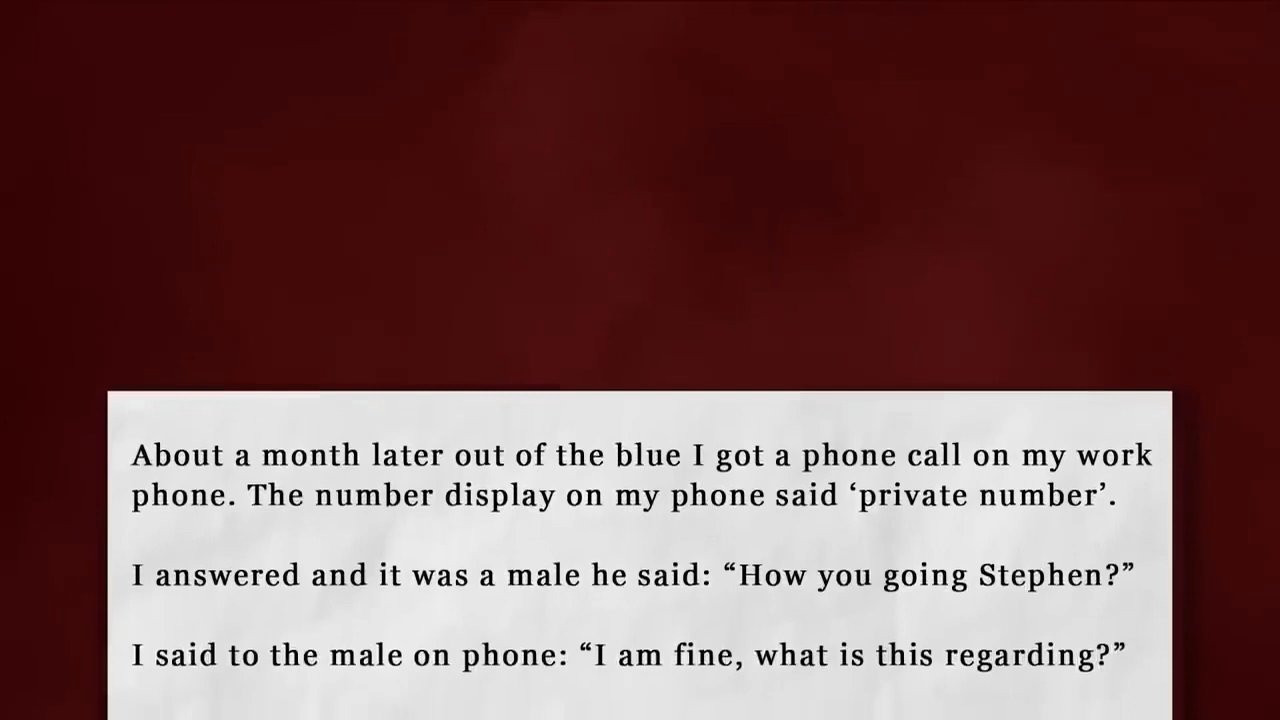 About a month later out of the blue I got a phone call on my work
phone. The number display on my phone said ‘private number’.
I answered and it was a male he said: “How you going Stephen?”
I said to the male on phone: “I am fine, what is this regarding?”